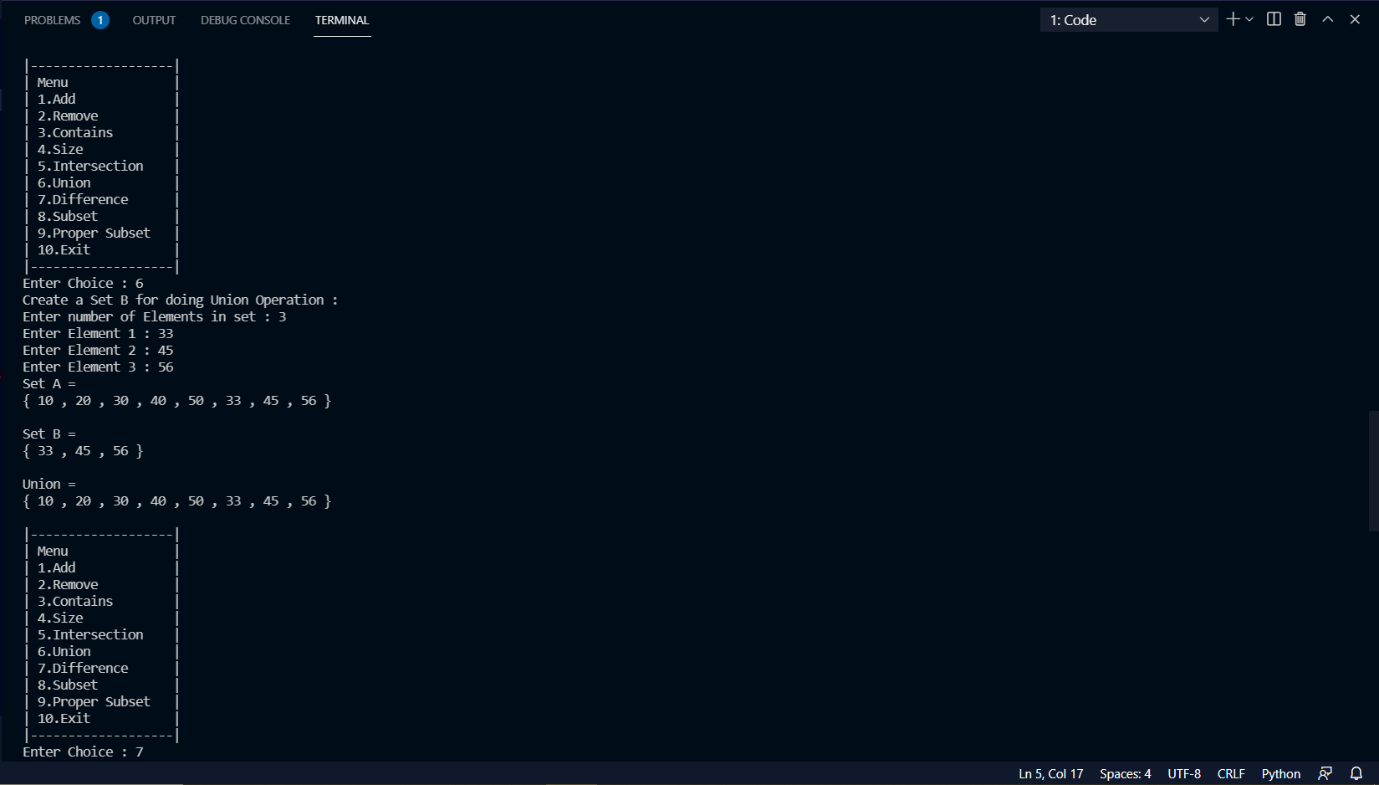 PROBLEMS 1 OUTPUT DEBUG CONSOLE TERMINAL 1: Code
|-------------------|
| Menu |
| 1.Add |
| 2.Remove |
| 3.Contains |
| 4.Size |
| 5.Intersection |
| 6.Union |
| 7.Difference |
| 8.Subset |
| 9.Proper Subset |
| 10.Exit |
|-------------------|
Enter Choice : 6
Create a Set B for doing Union Operation :
Enter number of Elements in set : 3
Enter Element 1 : 33
Enter Element 2 : 45
Enter Element 3 : 56
Set A =
{ 10 , 20 , 30 , 40 , 50 , 33 , 45 , 56 }
Set B =
{ 33 , 45 , 56 }
Union =
{ 10 , 20 , 30 , 40 , 50 , 33 , 45 , 56 }
|-------------------|
| Menu |
| 1.Add |
| 2.Remove |
| 3.Contains |
| 4.Size |
| 5.Intersection |
| 6.Union |
| 7.Difference |
| 8.Subset |
| 9.Proper Subset |
| 10.Exit |
|-------------------|
Enter Choice : 7
Ln 5, Col 17 Spaces: 4 UTF-8 CRLF Python